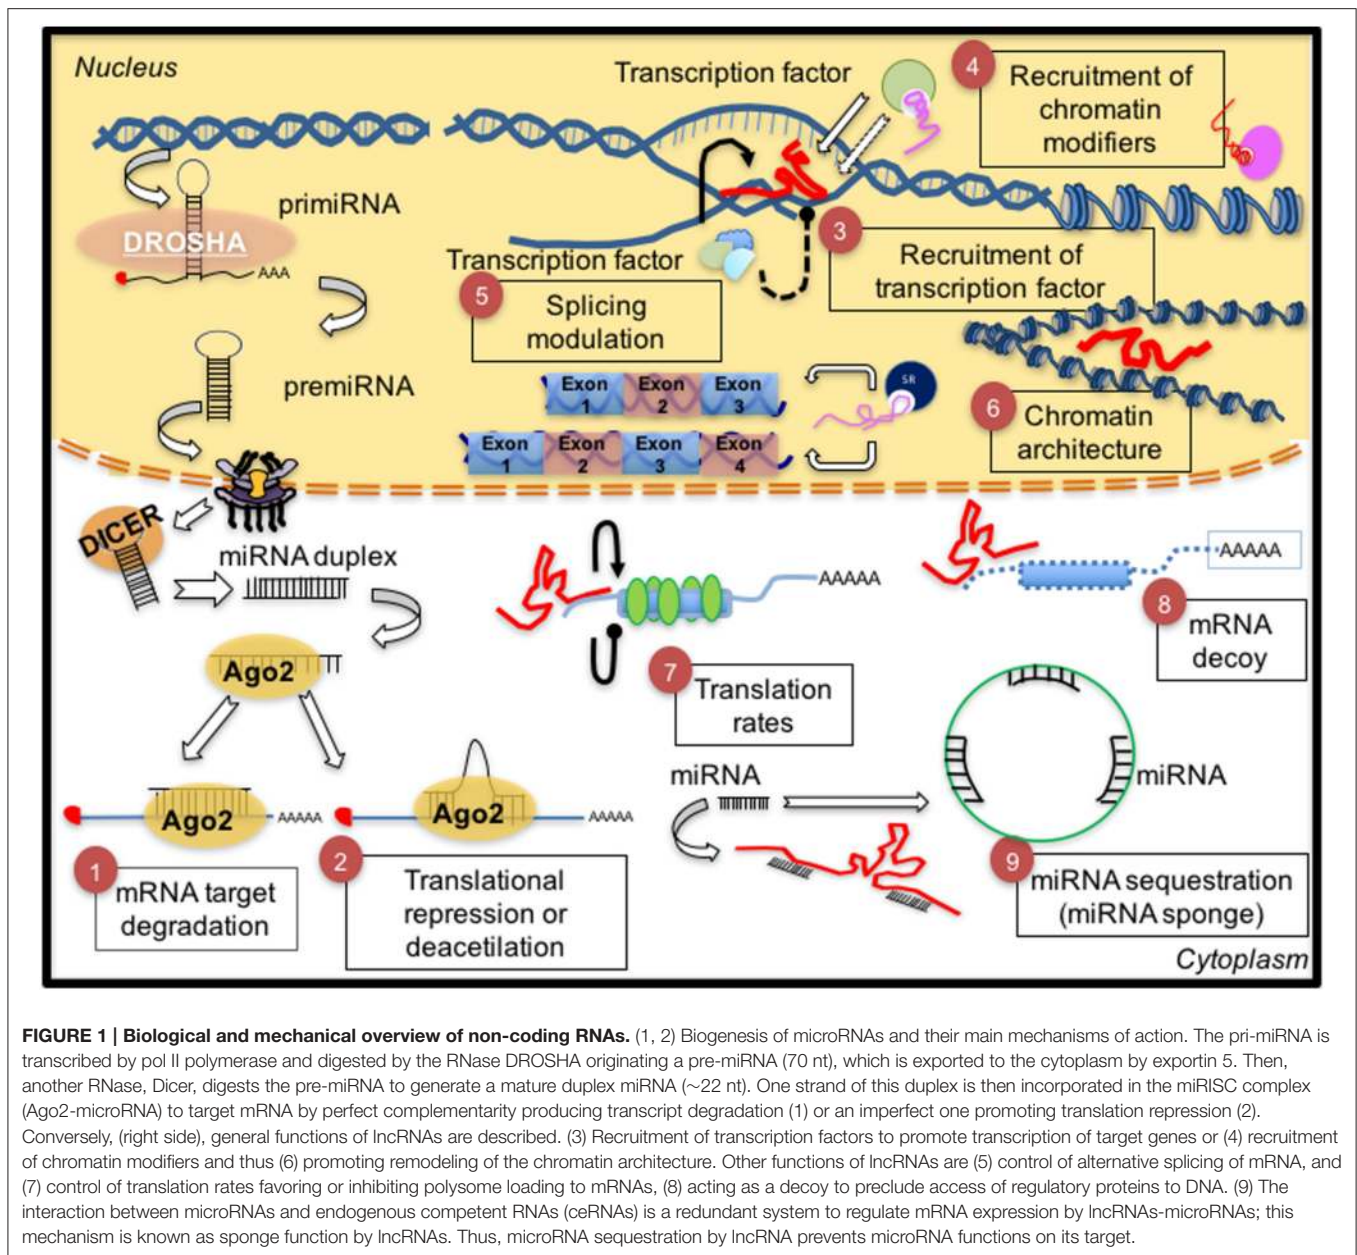 Nucleus
Transcription factor
4
Recruitment of
chromatin
modifiers
primiRNA
DROSHA
AAA
3
Recruitment of
transcription factor
Transcription factor
5
Splicing
modulation
premiRNA
Exon
1
Exon
2
Exon
3
SR
Exon
1
Exon
2
Exon
3
Exon
4
6
Chromatin
architecture
DICER
miRNA duplex
AAAAA
AAAAA
8
mRNA
decoy
Ago2
7
Translation
rates
miRNA
miRNA
Ago2
AAAAA
Ago2
AAAAA
1
mRNA target
degradation
2
Translational
repression or
deacetilation
9
miRNA sequestration
(miRNA sponge)
Cytoplasm
FIGURE 1 | Biological and mechanical overview of non-coding RNAs. (1, 2) Biogenesis of microRNAs and their main mechanisms of action. The pri-miRNA is
transcribed by pol II polymerase and digested by the RNase DROSHA originating a pre-miRNA (70 nt), which is exported to the cytoplasm by exportin 5. Then,
another RNase, Dicer, digests the pre-miRNA to generate a mature duplex miRNA (∼22 nt). One strand of this duplex is then incorporated in the miRISC complex
(Ago2-microRNA) to target mRNA by perfect complementarity producing transcript degradation (1) or an imperfect one promoting translation repression (2).
Conversely, (right side), general functions of lncRNAs are described. (3) Recruitment of transcription factors to promote transcription of target genes or (4) recruitment
of chromatin modifiers and thus (6) promoting remodeling of the chromatin architecture. Other functions of lncRNAs are (5) control of alternative splicing of mRNA, and
(7) control of translation rates favoring or inhibiting polysome loading to mRNAs, (8) acting as a decoy to preclude access of regulatory proteins to DNA. (9) The
interaction between microRNAs and endogenous competent RNAs (ceRNAs) is a redundant system to regulate mRNA expression by lncRNAs-microRNAs; this
mechanism is known as sponge function by lncRNAs. Thus, microRNA sequestration by lncRNA prevents microRNA functions on its target.